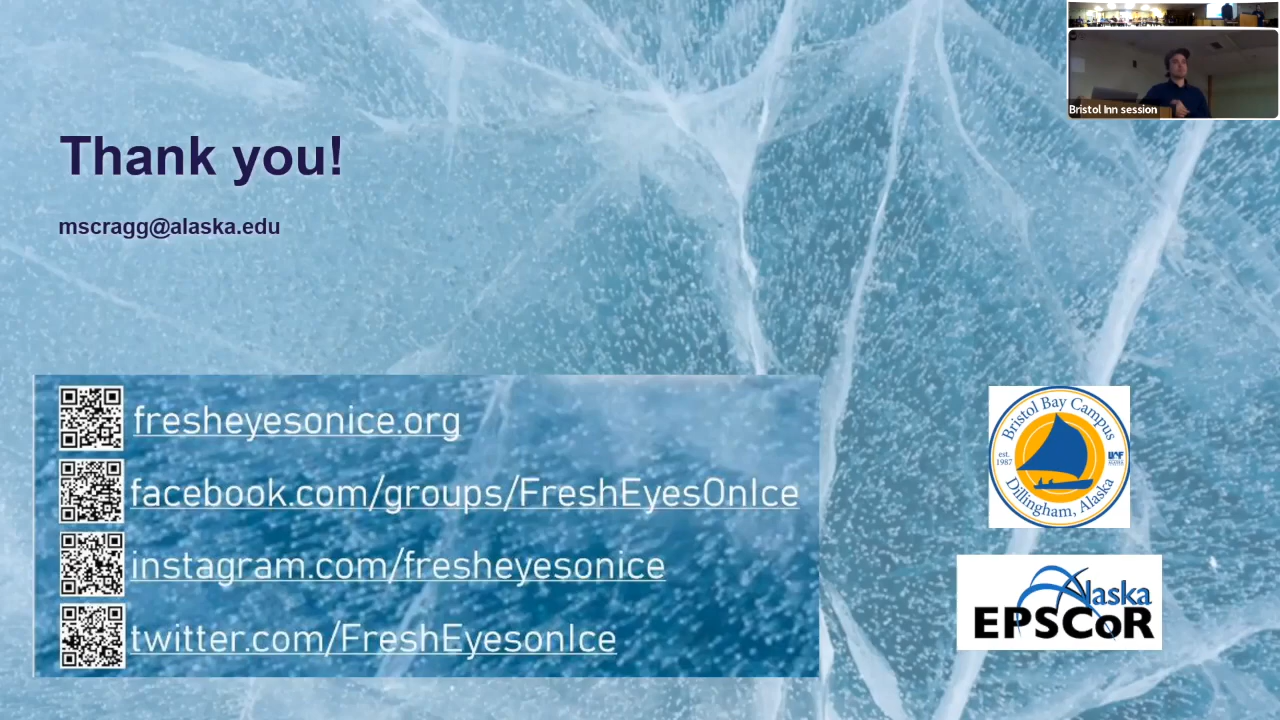 Bristol Inn session
Thank you!
mscragg@alaska.edu
fresheyesonice.org
facebook.com/groups/FreshEyesOnIce
instagram.com/fresheyesonice
twitter.com/FreshEyesonIce
Bristol Bay Campus
est.
1987
UAF
Dillingham, Alaska
Alaska
EPSCoR